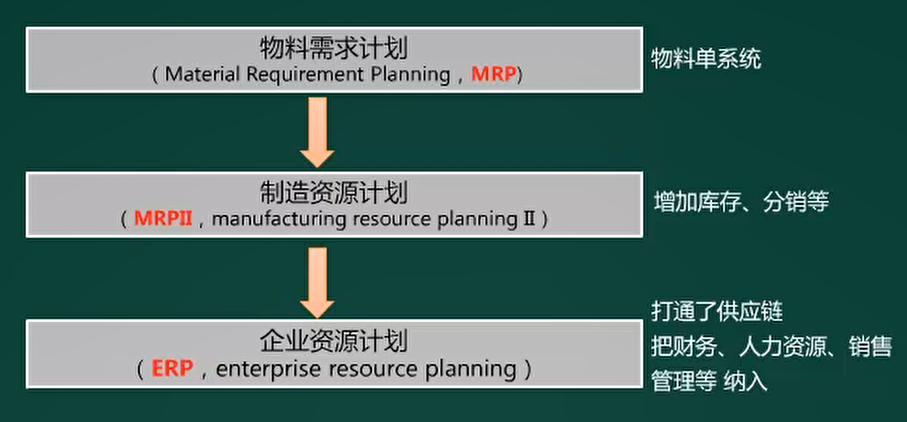 物料需求计划
（ Material Requirement Planning，MRP)
物料单系统
制造资源计划
（ MRPII，manufacturing resource planning II ）
增加库存、分销等
企业资源计划
（ ERP，enterprise resource planning ）
打通了供应链
把财务、人力资源、销售
管理等 纳入